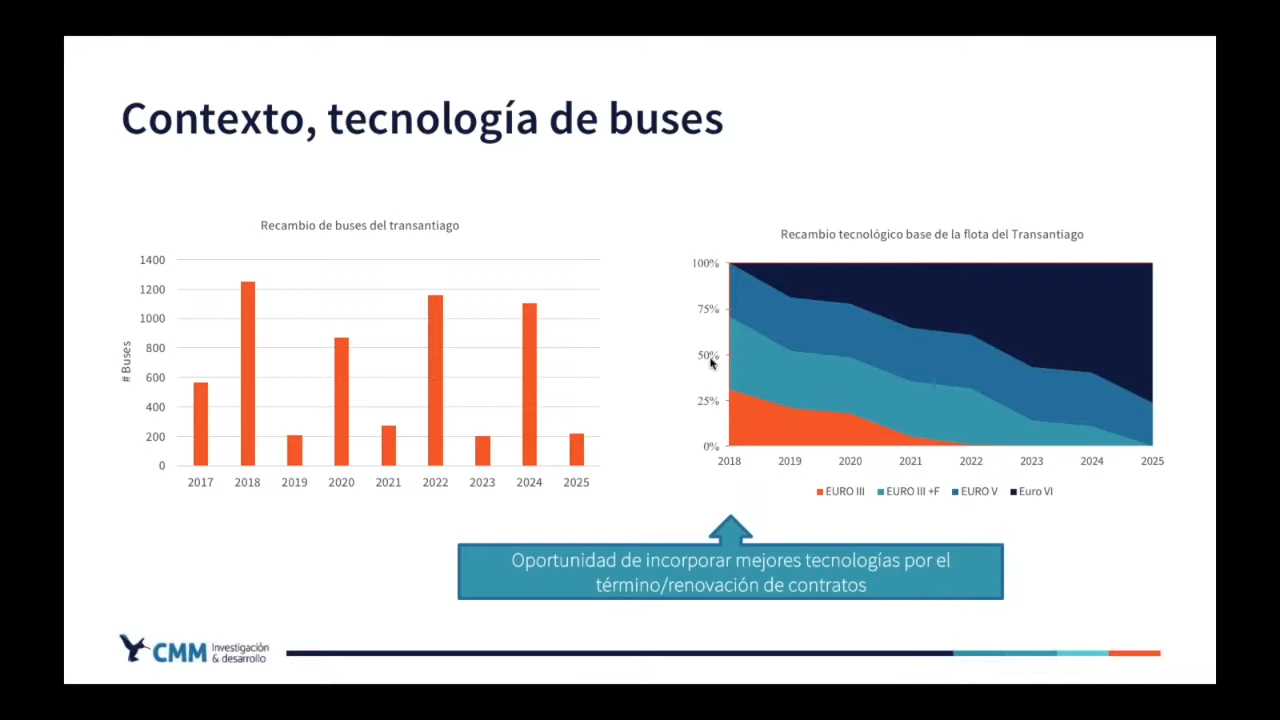 Contexto, tecnología de buses
Recambio de buses del transantiago
# Buses
1400
1200
1000
800
600
400
200
0
2017 2018 2019 2020 2021 2022 2023 2024 2025
Recambio tecnológico base de la flota del Transantiago
100%
75%
50%
25%
0%
2018 2019 2020 2021 2022 2023 2024 2025
EURO III EURO III +F EURO V Euro VI
Oportunidad de incorporar mejores tecnologías por el
término/renovación de contratos
CMM Investigación
& desarrollo